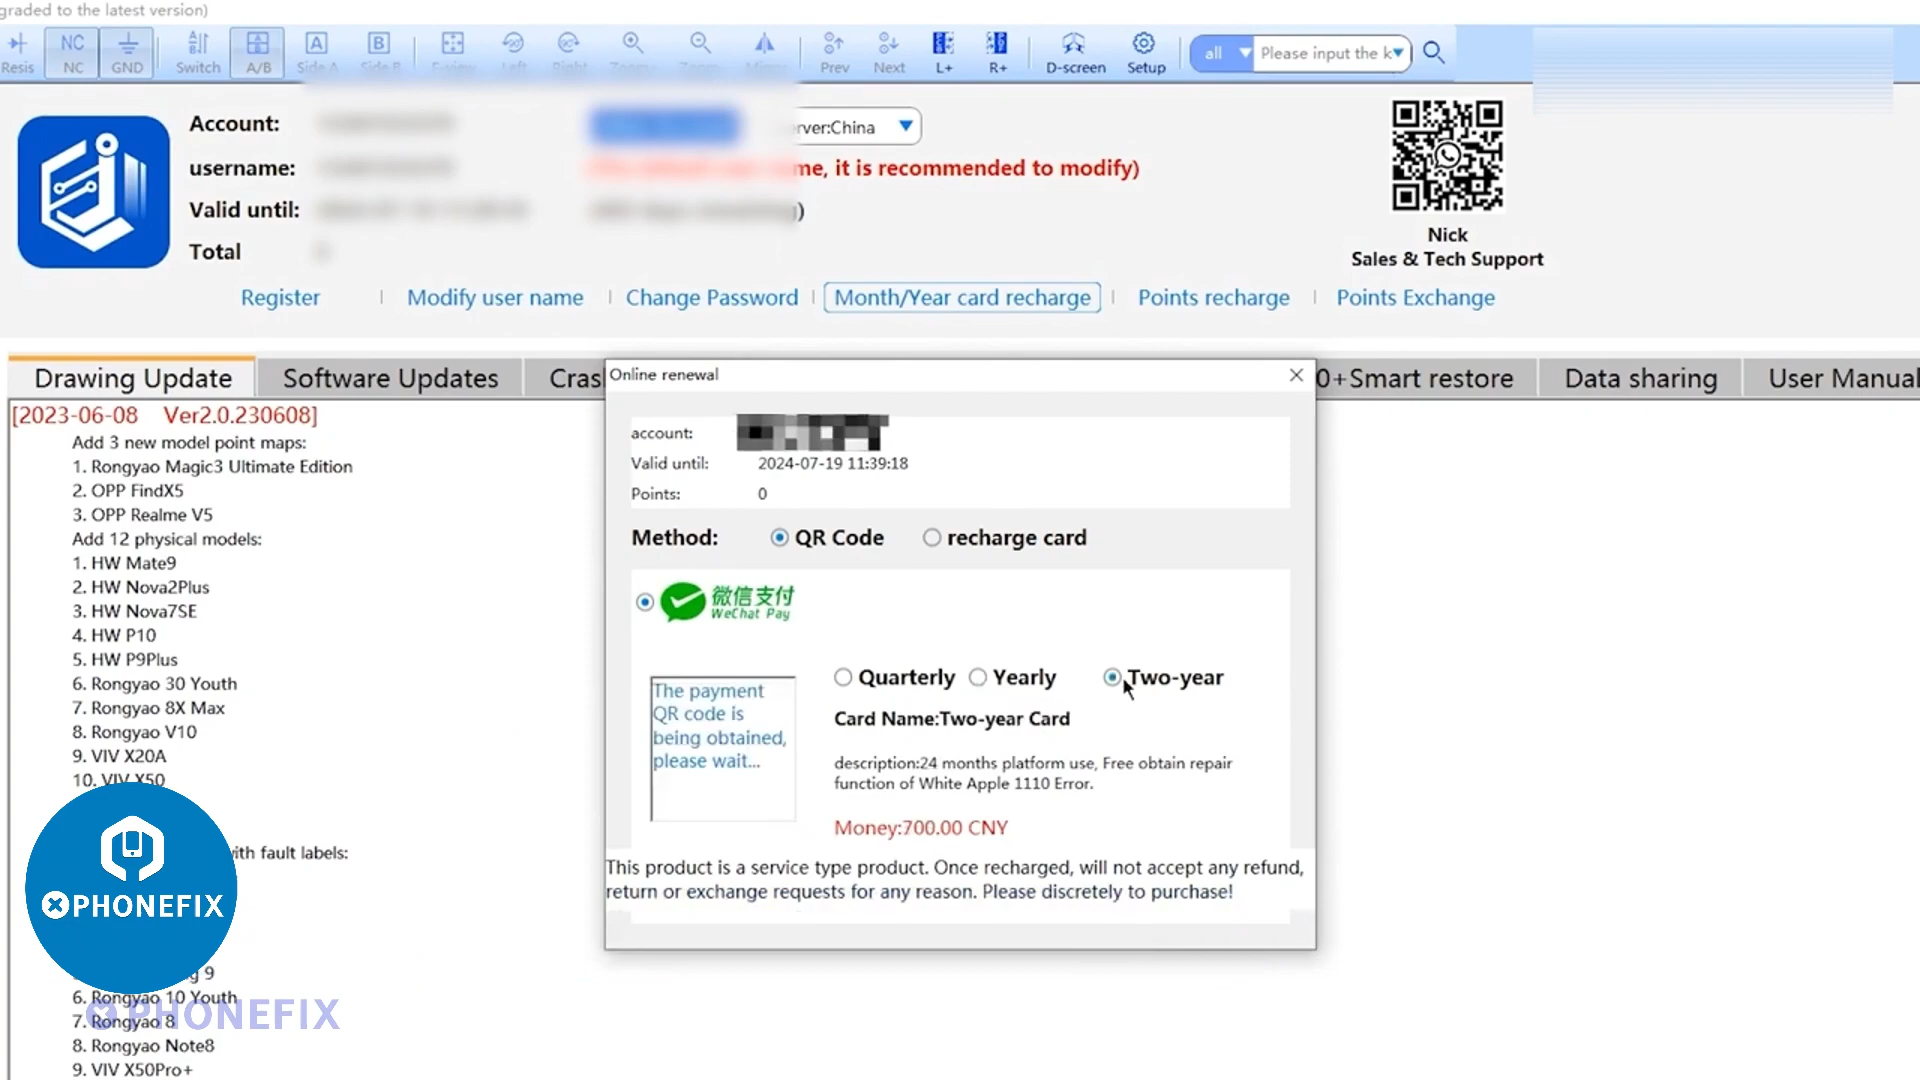 graded to the latest version)
Resis NC NC GND Switch A/B Prev Next L+ R+ D-screen Setup all Please input the k
Account: rver:China
username: me, it is recommended to modify)
Valid until: )
Total
Nick
Sales & Tech Support
Register Modify user name Change Password Month/Year card recharge Points recharge Points Exchange
Drawing Update Software Updates Online renewal 0+Smart restore Data sharing User Manual
[2023-06-08 Ver2.0.230608]
Add 3 new model point maps:
1. Rongyao Magic3 Ultimate Edition
2. OPP FindX5
3. OPP Realme V5
Add 12 physical models:
1. HW Mate9
2. HW Nova2Plus
3. HW Nova7SE
4. HW P10
5. HW P9Plus
6. Rongyao 30 Youth
7. Rongyao 8X Max
8. Rongyao V10
9. VIV X20A
10. VIV X50
ith fault labels:
g 9
6. Rongyao 10 Youth
7. Rongyao 8
8. Rongyao Note8
9. VIV X50Pro+
account:
Valid until: 2024-07-19 11:39:18
Points: 0
Method: QR Code recharge card
微信支付
WeChat Pay
Quarterly Yearly Two-year
The payment
QR code is
being obtained,
please wait...
Card Name:Two-year Card
description:24 months platform use, Free obtain repair
function of White Apple 1110 Error.
Money:700.00 CNY
This product is a service type product. Once recharged, will not accept any refund,
return or exchange requests for any reason. Please discretely to purchase!
PHONEFIX
PHONEFIX